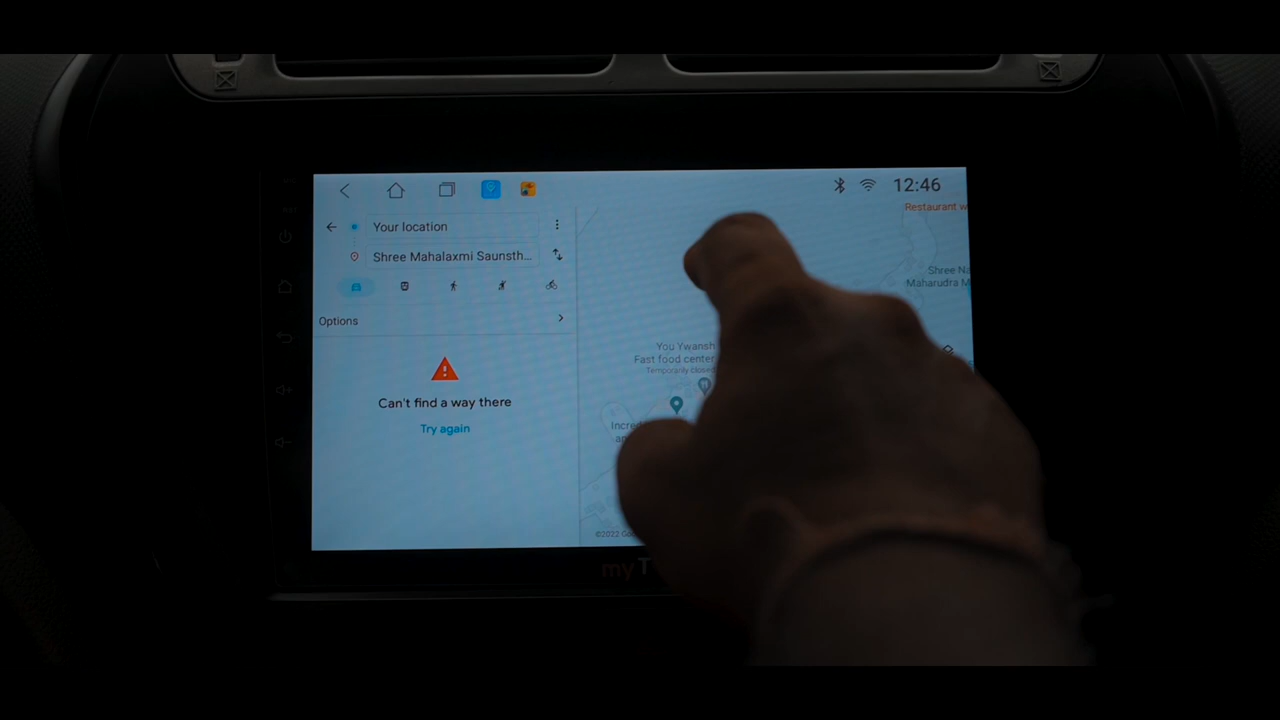 12:46
Your location
Shree Mahalaxmi Saunsth...
Options
Can't find a way there
Try again
Restaurant
Shree
Maharudra
You Ywansh
Fast food center
Temporarily closed
©2022
my